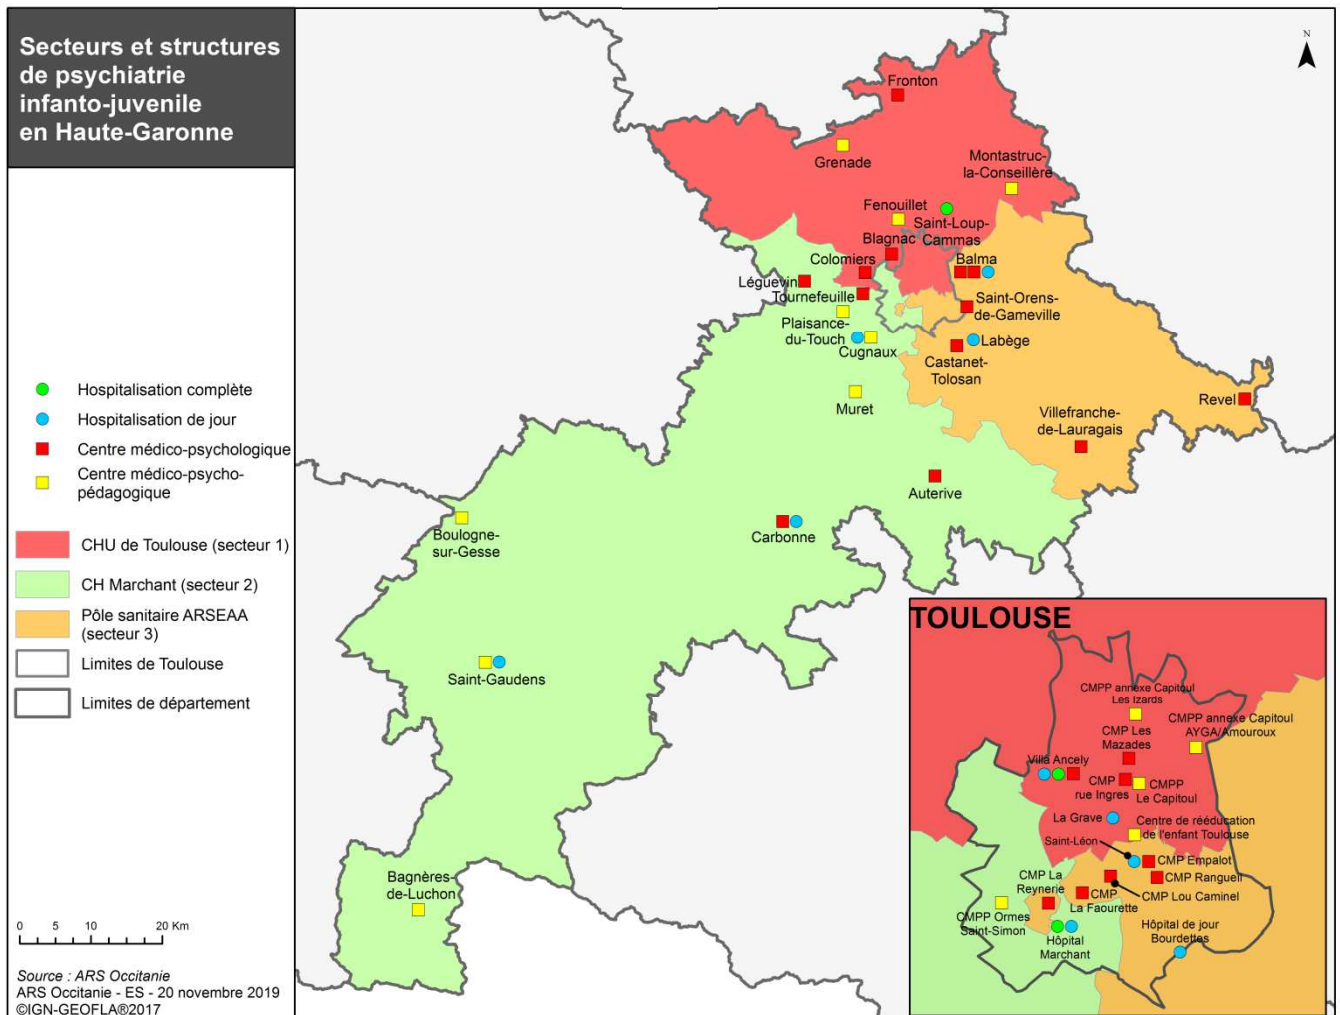 Secteurs et structures
de psychiatrie
infanto-juvenile
en Haute-Garonne
Hospitalisation complète
Hospitalisation de jour
Centre médico-psychologique
Centre médico-psycho-
pédagogique
CHU de Toulouse (secteur 1)
CH Marchant (secteur 2)
Pôle sanitaire ARSEAA
(secteur 3)
Limites de Toulouse
Limites de département
0 5 10 20 Km
Source : ARS Occitanie
ARS Occitanie - ES - 20 novembre 2019
©IGN-GEOFLA®2017
N
Fronton
Grenade
Montastruc-
la-Conseillère
Fenouillet
Saint-Loup-
Cammas
Blagnac
Colomiers
Balma
Léguevin
Tournefeuille
Saint-Orens-
de-Gameville
Plaisance-
du-Touch
Cugnaux
Labège
Castanet-
Tolosan
Muret
Revel
Villefranche-
de-Lauragais
Auterive
Boulogne-
sur-Gesse
Carbonne
Saint-Gaudens
Bagnères-
de-Luchon
TOULOUSE
CMPP annexe Capitoul
Les Izards
CMPP annexe Capitoul
AYGA/Amouroux
CMP Les
Mazades
Villa Ancely
CMP
rue Ingres
CMPP
Le Capitoul
La Grave
Centre de rééducation
de l'enfant Toulouse
Saint-Léon
CMP Empalot
CMP Rangueil
CMP La
Reynerie
CMP
La Faourette
CMP Lou Caminel
CMPP Ormes
Saint-Simon
Hôpital
Marchant
Hôpital de jour
Bourdettes